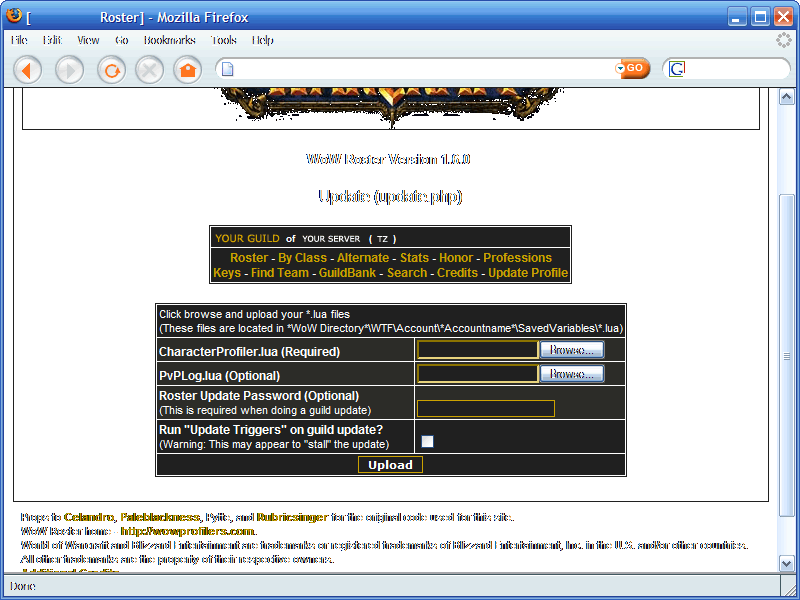 [ Roster] - Mozilla Firefox
File Edit View Go Bookmarks Tools Help
GO G
WoW Roster Version 1.6.0
Update (update.php)
YOUR GUILD of YOUR SERVER ( TZ )
Roster - By Class - Alternate - Stats - Honor - Professions
Keys - Find Team - GuildBank - Search - Credits - Update Profile
Click browse and upload your *.lua files
(These files are located in *WoW Directory*\WTF\Account\*Accountname*\SavedVariables\*.lua)
CharacterProfiler.lua (Required) Browse...
PvPLog.lua (Optional) Browse...
Roster Update Password (Optional)
(This is required when doing a guild update)
Run "Update Triggers" on guild update?
(Warning: This may appear to "stall" the update)
Upload
Props to Celandro, Paleblackness, Pytte, and Rubricsinger for the original code used for this site.
WoW Roster home - http://wowprofilers.com.
World of Warcraft and Blizzard Entertainment are trademarks or registered trademarks of Blizzard Entertainment, Inc. in the U.S. and/or other countries.
All other trademarks are the property of their respective owners.
Additional Credits
Done